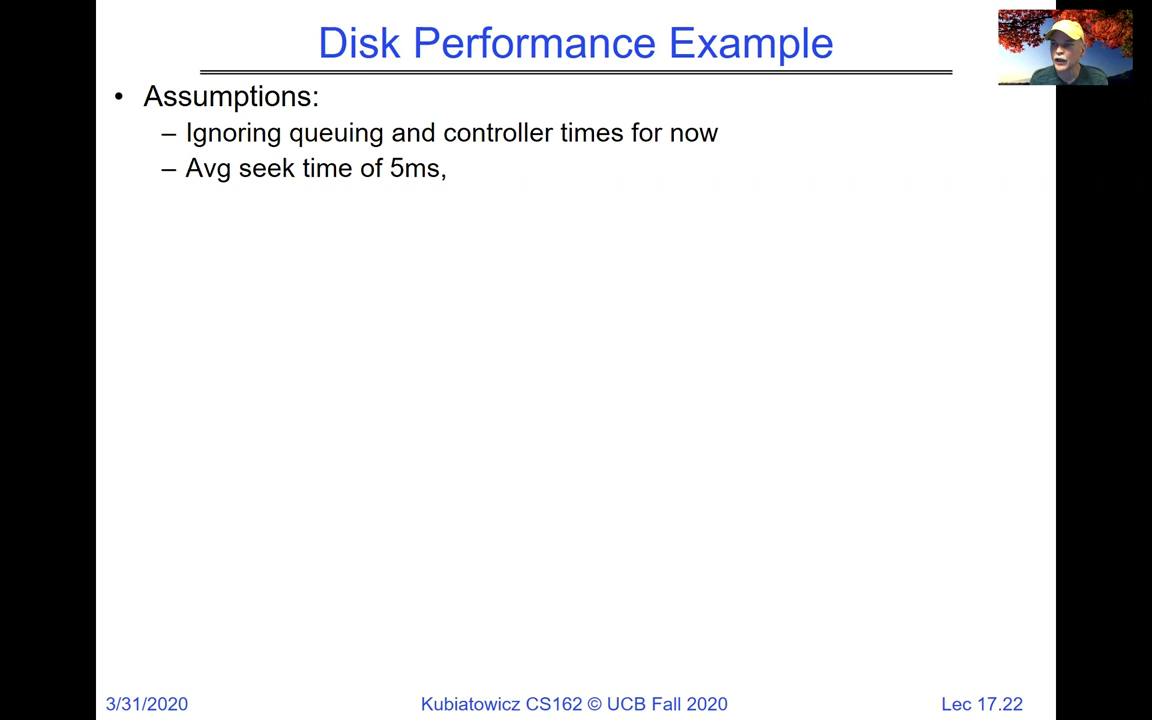 Disk Performance Example
• Assumptions:
– Ignoring queuing and controller times for now
– Avg seek time of 5ms,
3/31/2020
Kubiatowicz CS162 © UCB Fall 2020
Lec 17.22